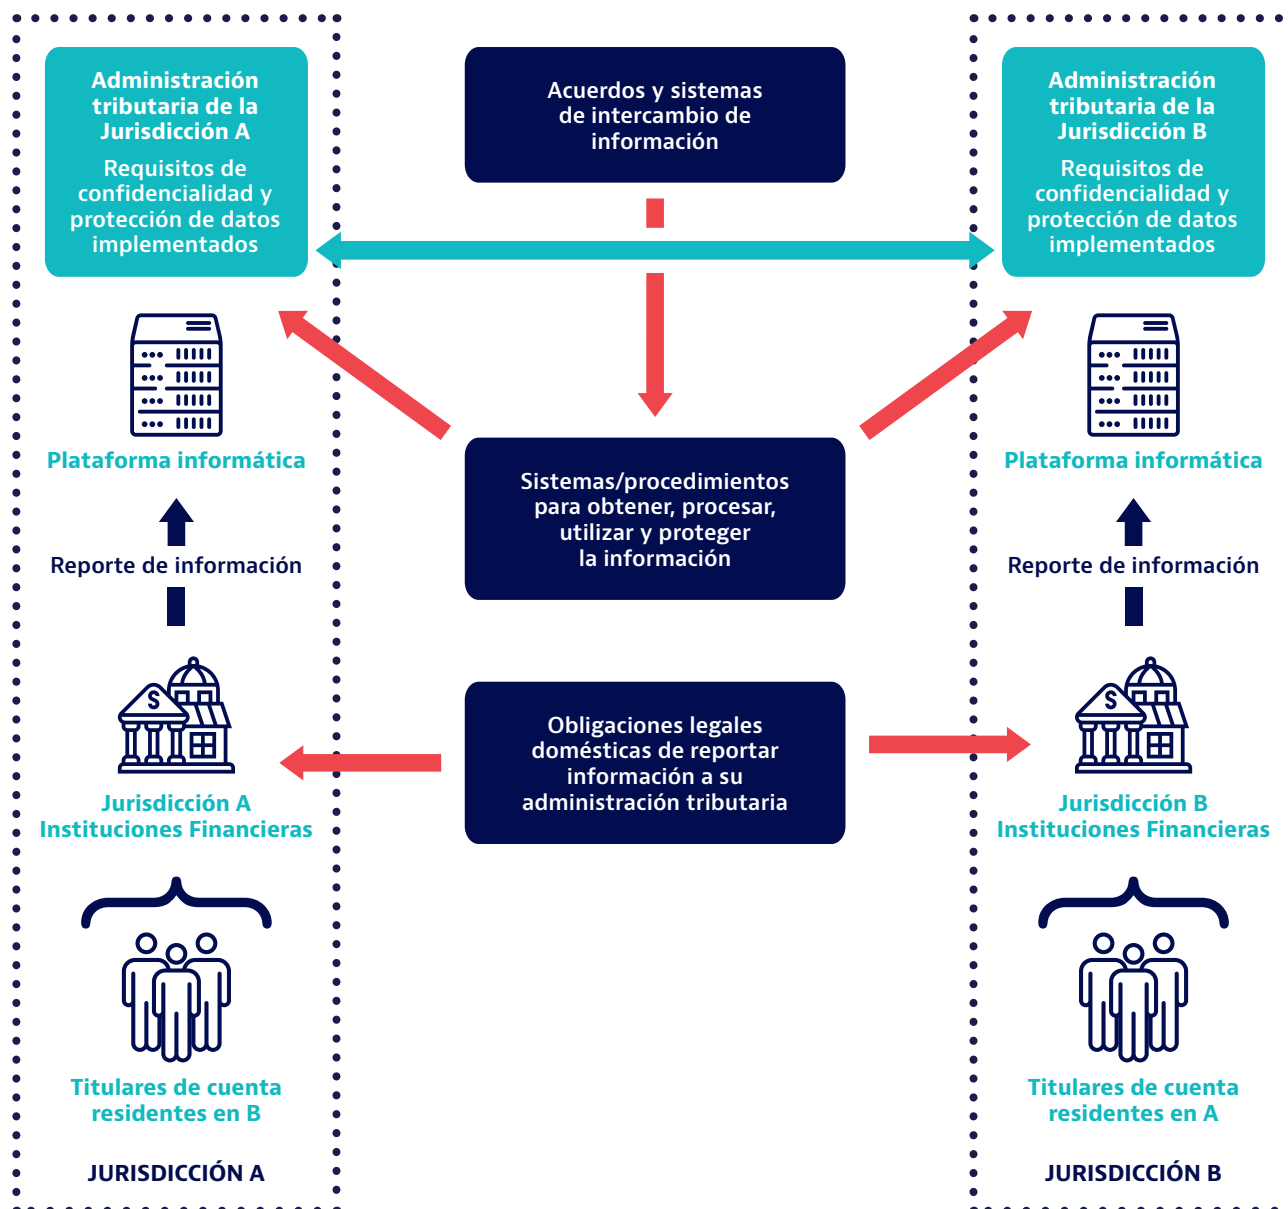 Administración
tributaria de la
Jurisdicción A
Requisitos de
confidencialidad y
protección de datos
implementados
Plataforma informática
Reporte de información
Jurisdicción A
Instituciones Financieras
Titulares de cuenta
residentes en B
JURISDICCIÓN A
Acuerdos y sistemas
de intercambio de
información
Sistemas/procedimientos
para obtener, procesar,
utilizar y proteger
la información
Obligaciones legales
domésticas de reportar
información a su
administración tributaria
Administración
tributaria de la
Jurisdicción B
Requisitos de
confidencialidad y
protección de datos
implementados
Plataforma informática
Reporte de información
Jurisdicción B
Instituciones Financieras
Titulares de cuenta
residentes en A
JURISDICCIÓN B